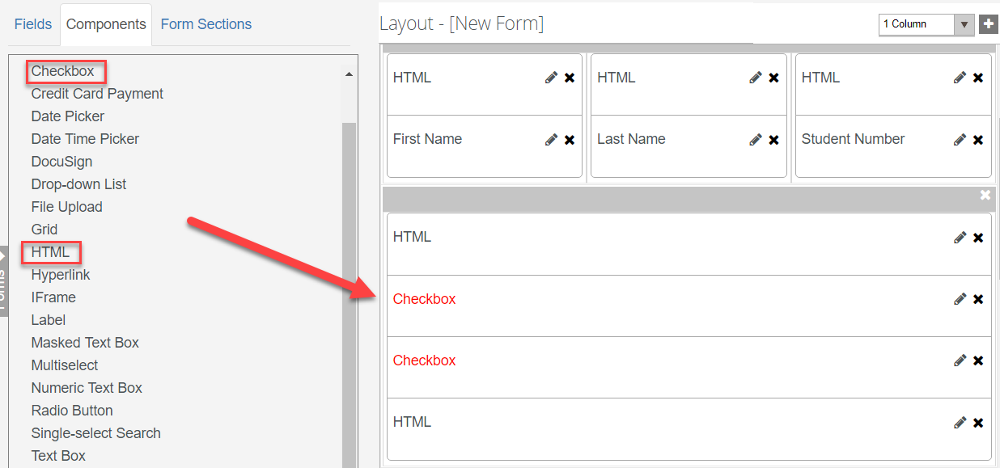 Fields Components Form Sections
Checkbox
Credit Card Payment
Date Picker
Date Time Picker
DocuSign
Drop-down List
File Upload
Grid
HTML
Hyperlink
IFrame
Label
Masked Text Box
Multiselect
Numeric Text Box
Radio Button
Single-select Search
Text Box
Layout - [New Form]
1 Column
HTML HTML HTML
First Name Last Name Student Number
HTML
Checkbox
Checkbox
HTML